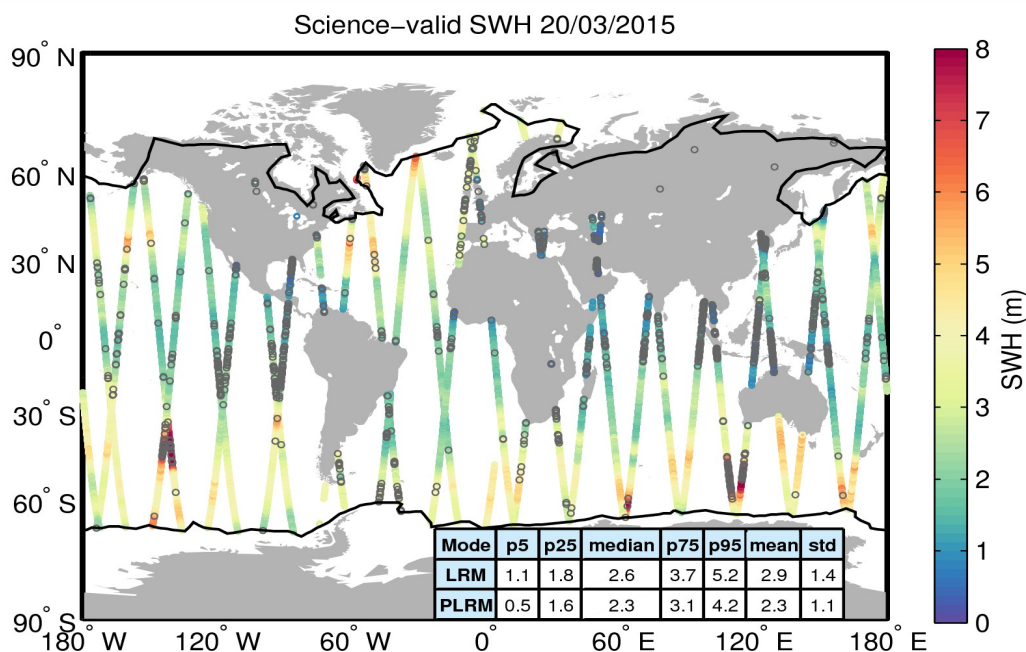 Science−valid SWH 20/03/2015
90° N
60° N
30° N
0°
30° S
60° S
90° S
180° W 120° W 60° W 0° 60° E 120° E 180° E
Mode p5 p25 median p75 p95 mean std
LRM 1.1 1.8 2.6 3.7 5.2 2.9 1.4
PLRM 0.5 1.6 2.3 3.1 4.2 2.3 1.1
8
7
6
5
4
3
2
1
0
SWH (m)